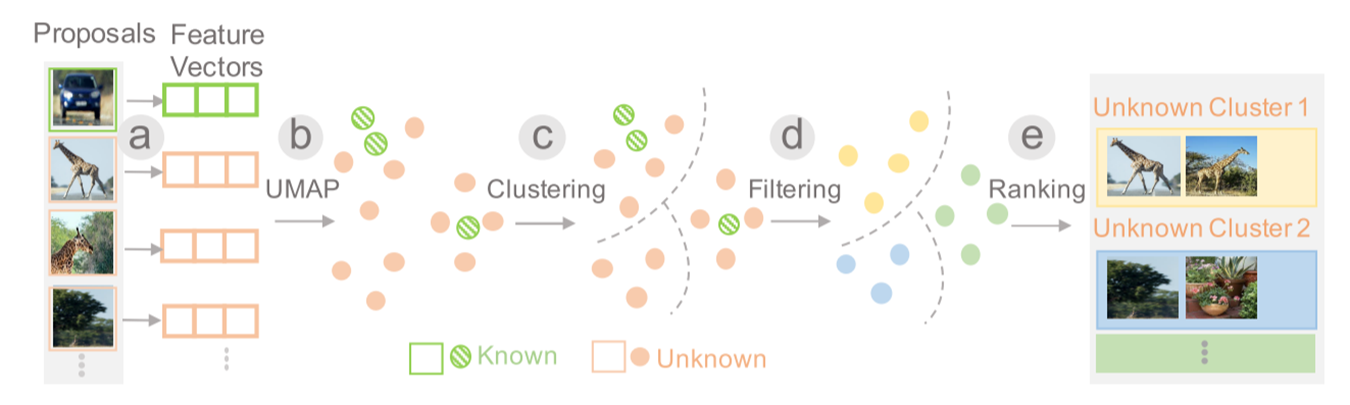 Proposals
Feature
Vectors
a
b
c
d
e
UMAP
Clustering
Filtering
Ranking
Unknown Cluster 1
Unknown Cluster 2
Known
Unknown